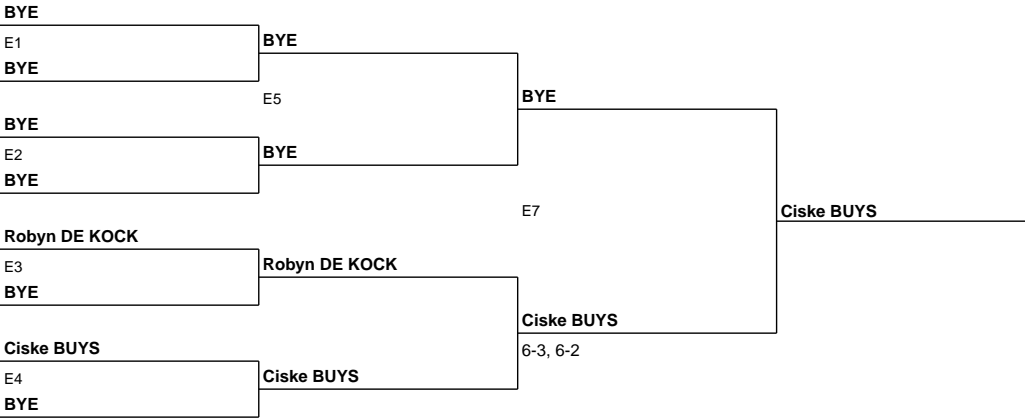 BYE
E1
BYE
BYE
E5
BYE
BYE
E2
BYE
BYE
E7
Ciske BUYS
Robyn DE KOCK
E3
Robyn DE KOCK
BYE
Ciske BUYS
6-3, 6-2
Ciske BUYS
E4
Ciske BUYS
BYE